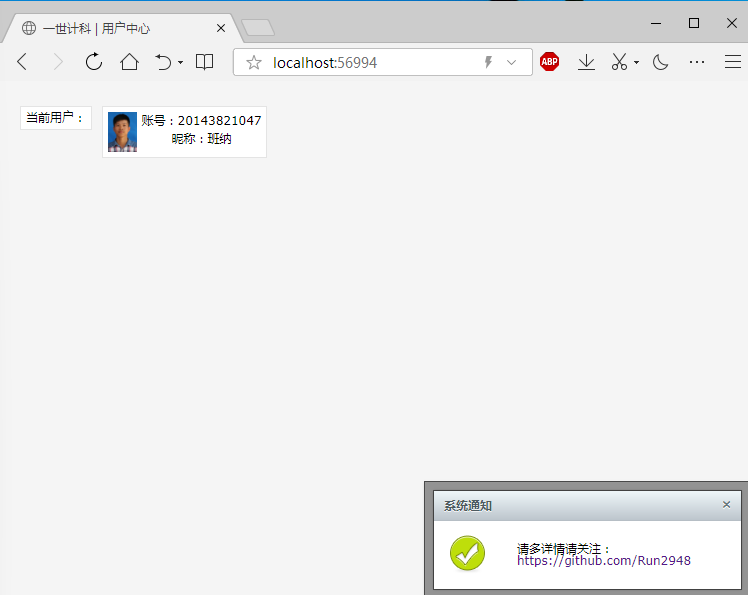 一世计科 | 用户中心
localhost:56994
ABP
当前用户：
账号：20143821047
昵称：班纳
系统通知
请多详情请关注：
https://github.com/Run2948